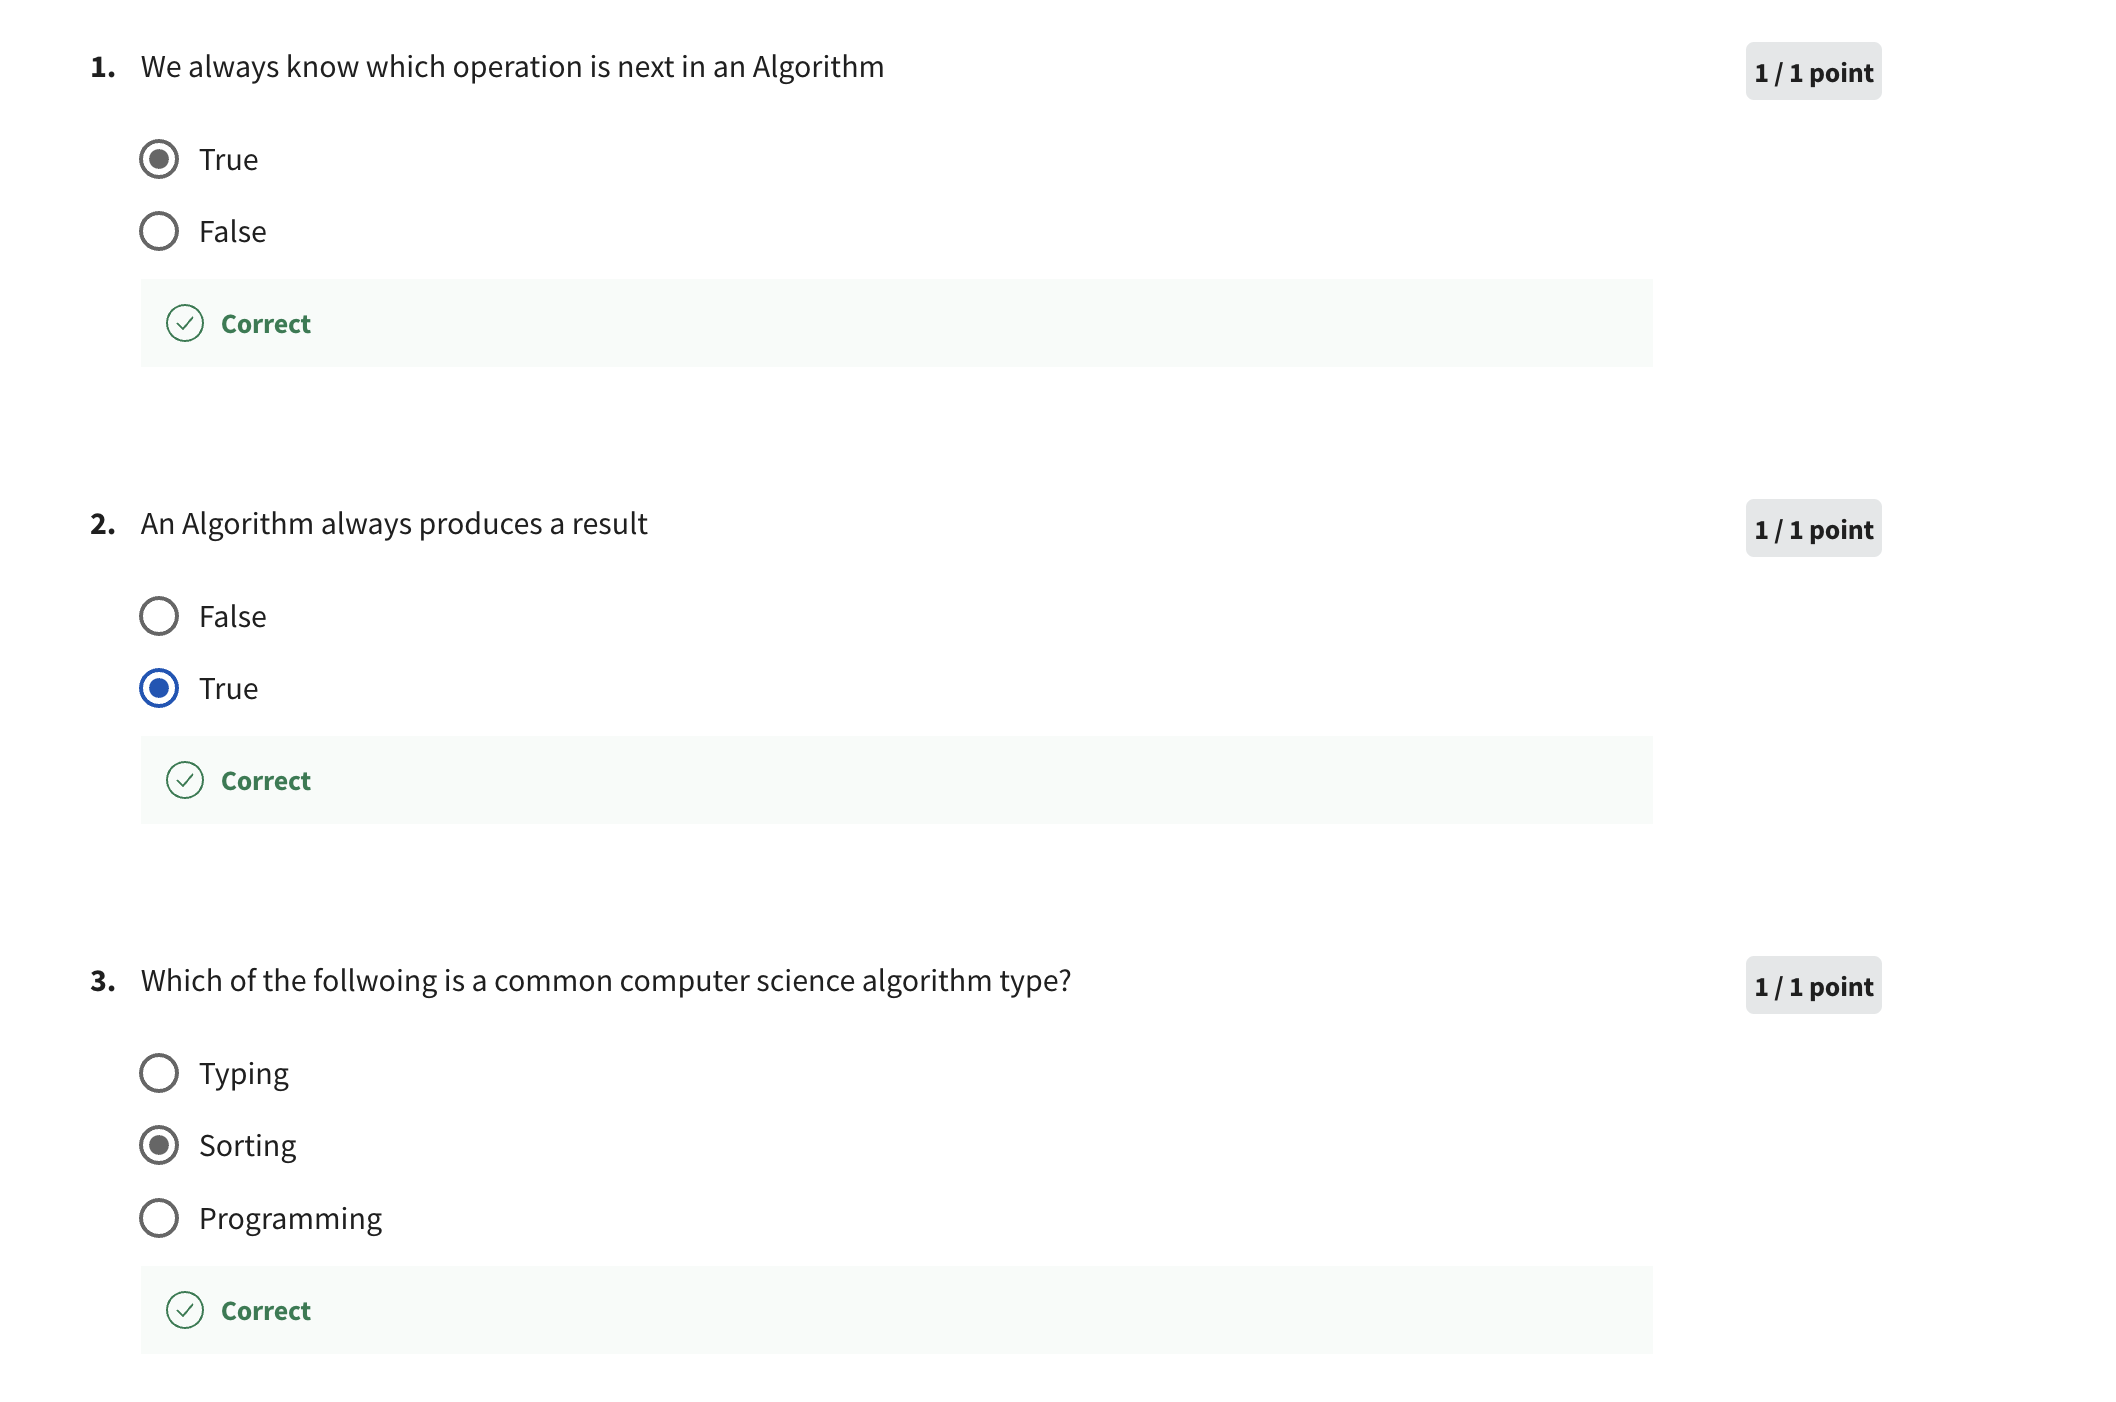 1. We always know which operation is next in an Algorithm
1 / 1 point
True
False
Correct
2. An Algorithm always produces a result
1 / 1 point
False
True
Correct
3. Which of the follwoing is a common computer science algorithm type?
1 / 1 point
Typing
Sorting
Programming
Correct